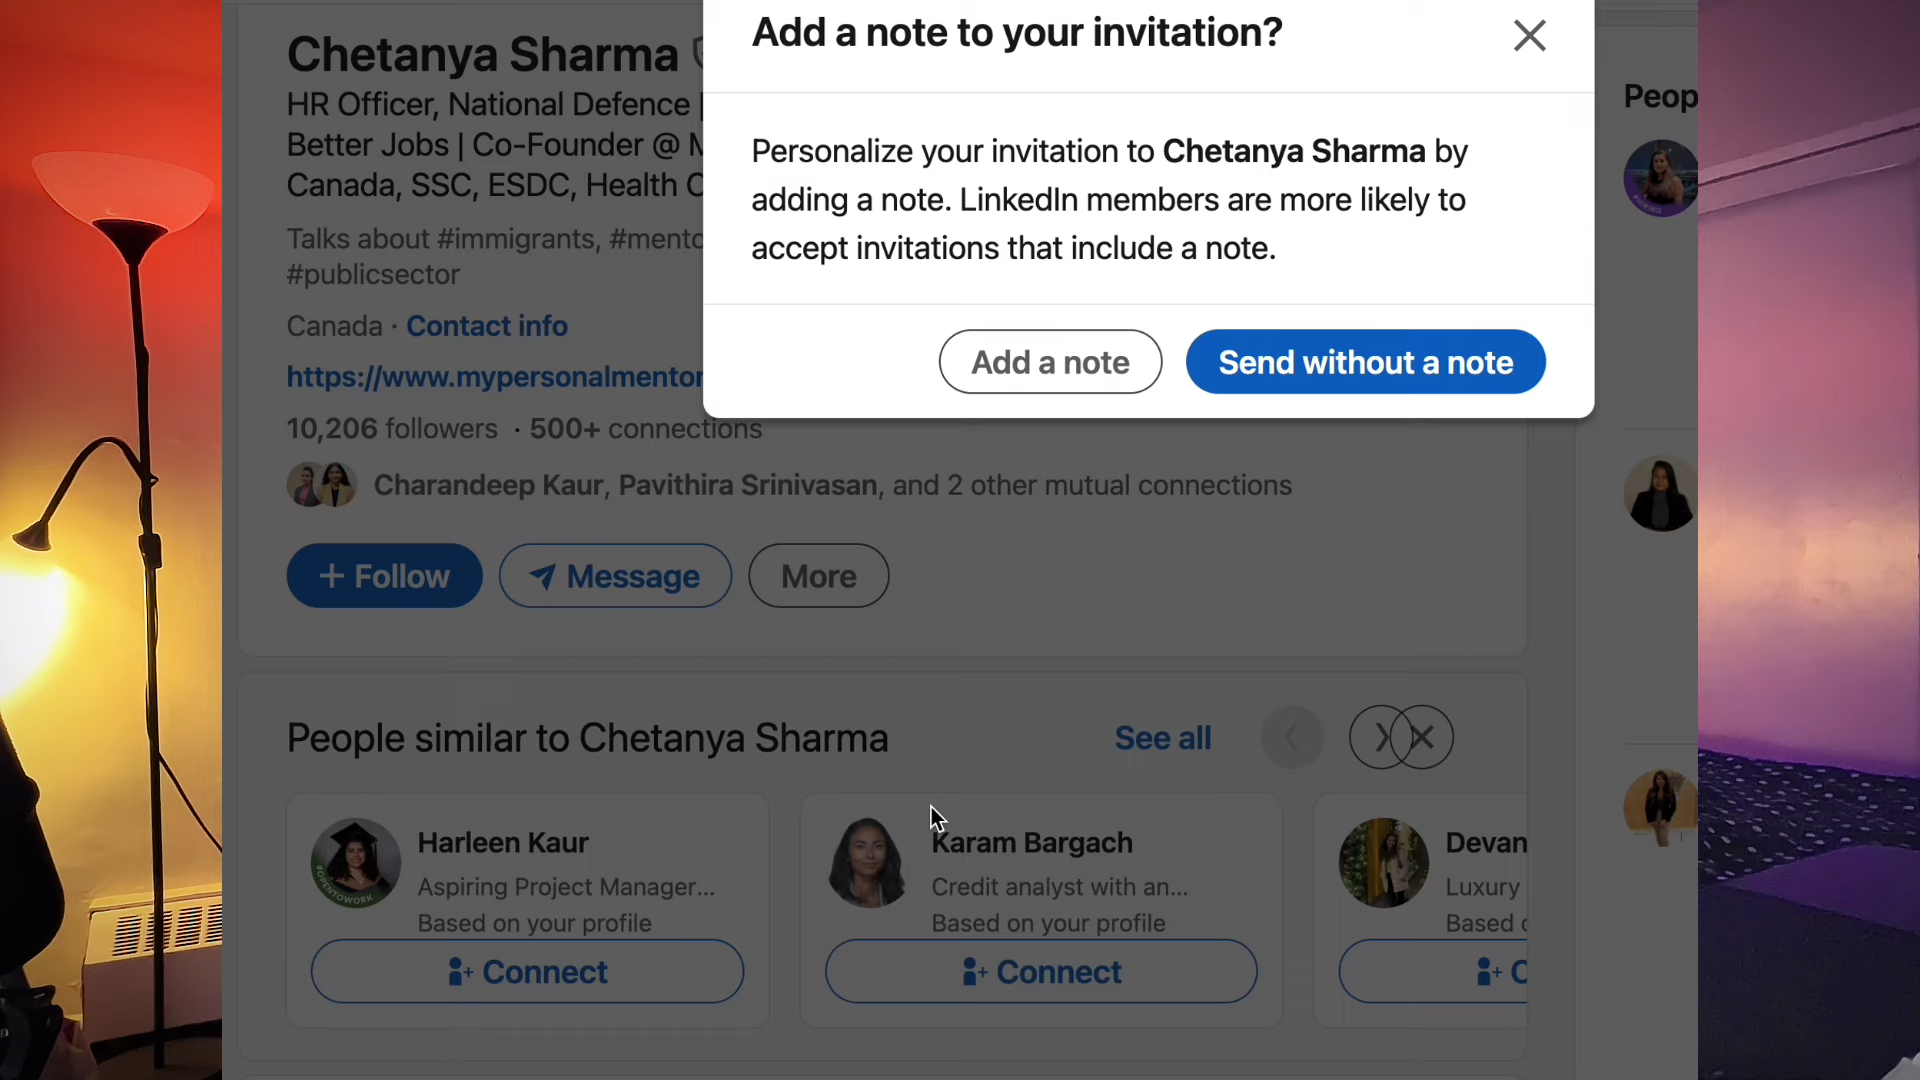 Chetanya Sharma
HR Officer, National Defence
Better Jobs | Co-Founder @
Canada, SSC, ESDC, Health
Talks about #immigrants,
#publicsector
Canada · Contact info
https://www.mypersonalmentor
10,206 followers · 500+ connections
Charandeep Kaur, Pavithira Srinivasan, and 2 other mutual connections
+ Follow
Message
More
Add a note to your invitation?
Personalize your invitation to Chetanya Sharma by
adding a note. LinkedIn members are more likely to
accept invitations that include a note.
Add a note
Send without a note
People similar to Chetanya Sharma
See all
#OPENTOWORK
Harleen Kaur
Aspiring Project Manager...
Based on your profile
Connect
Karam Bargach
Credit analyst with an...
Based on your profile
Connect
Devan
Luxury
Based
Peop
#HIRING